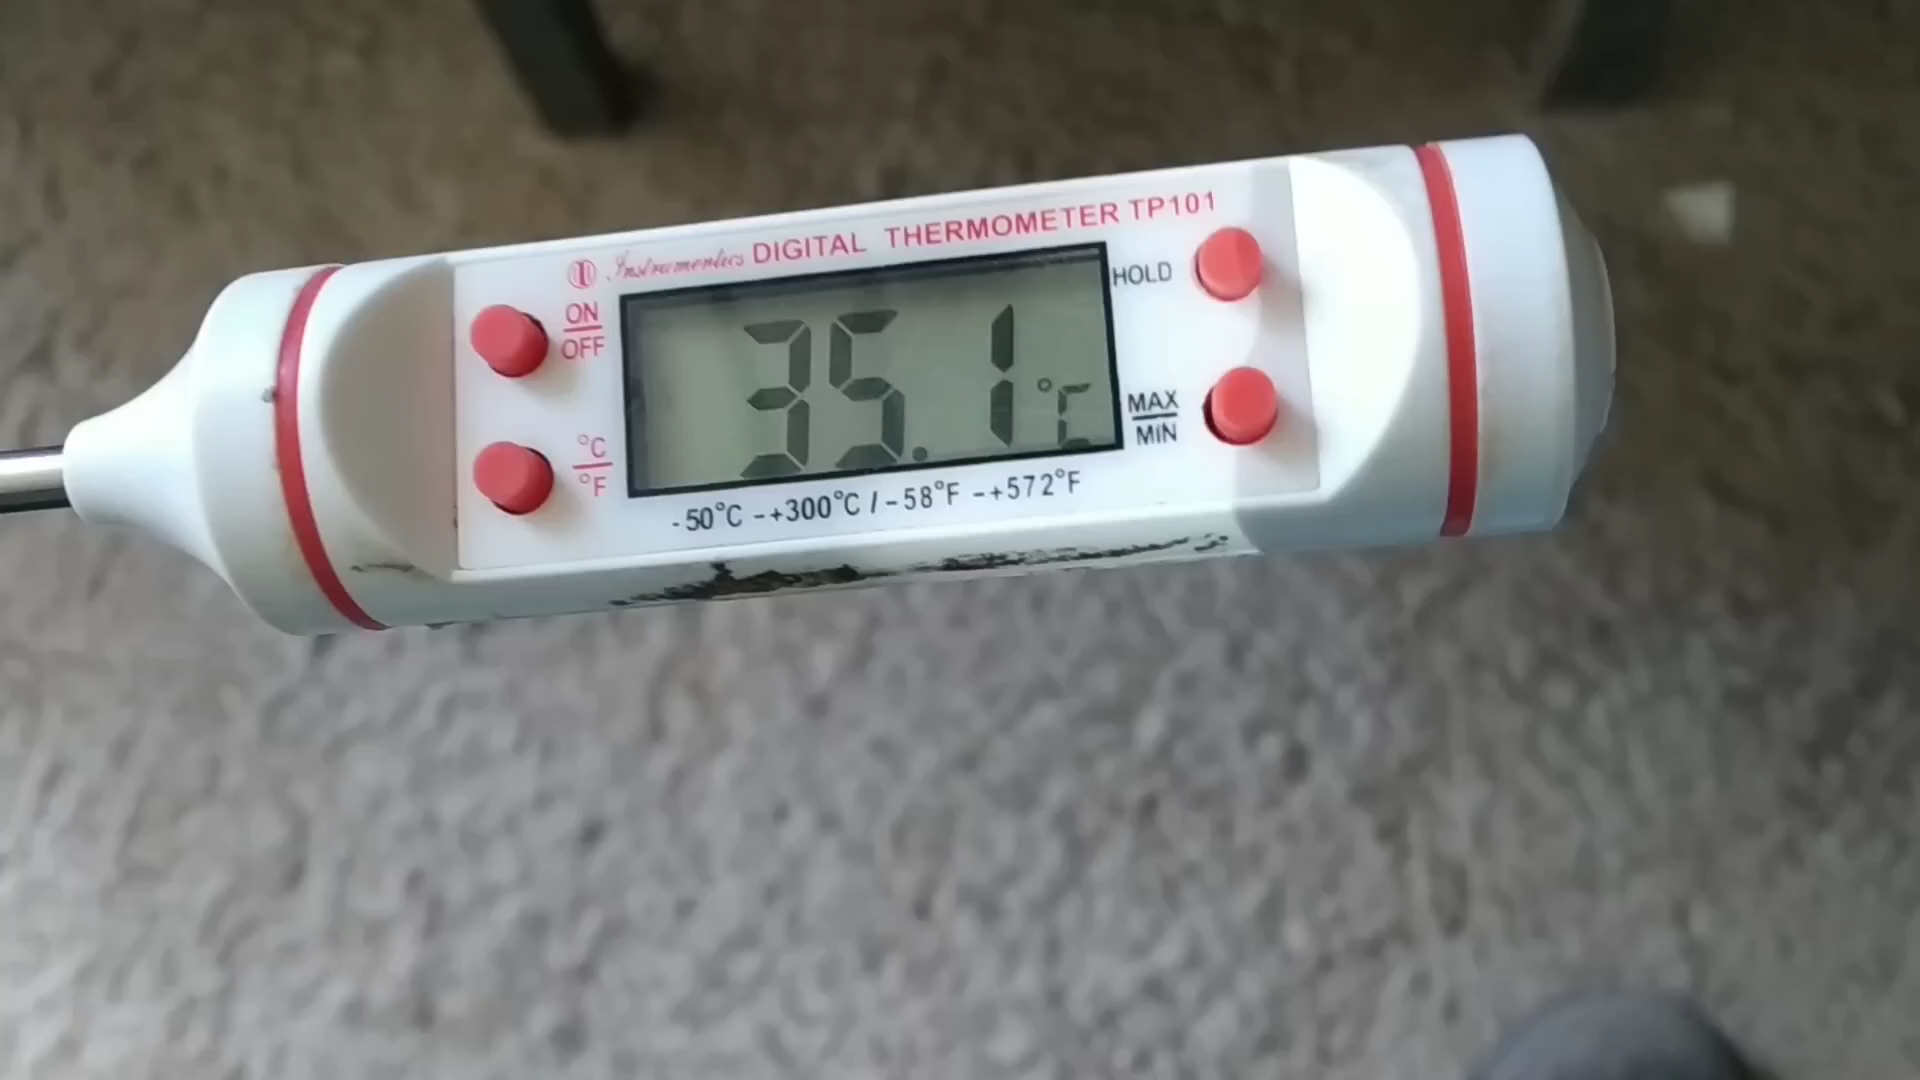 Instrumentics DIGITAL THERMOMETER TP101
ON
OFF
°C
°F
35.1°C
HOLD
MAX
MIN
-50°C -+300°C / -58°F -+572°F